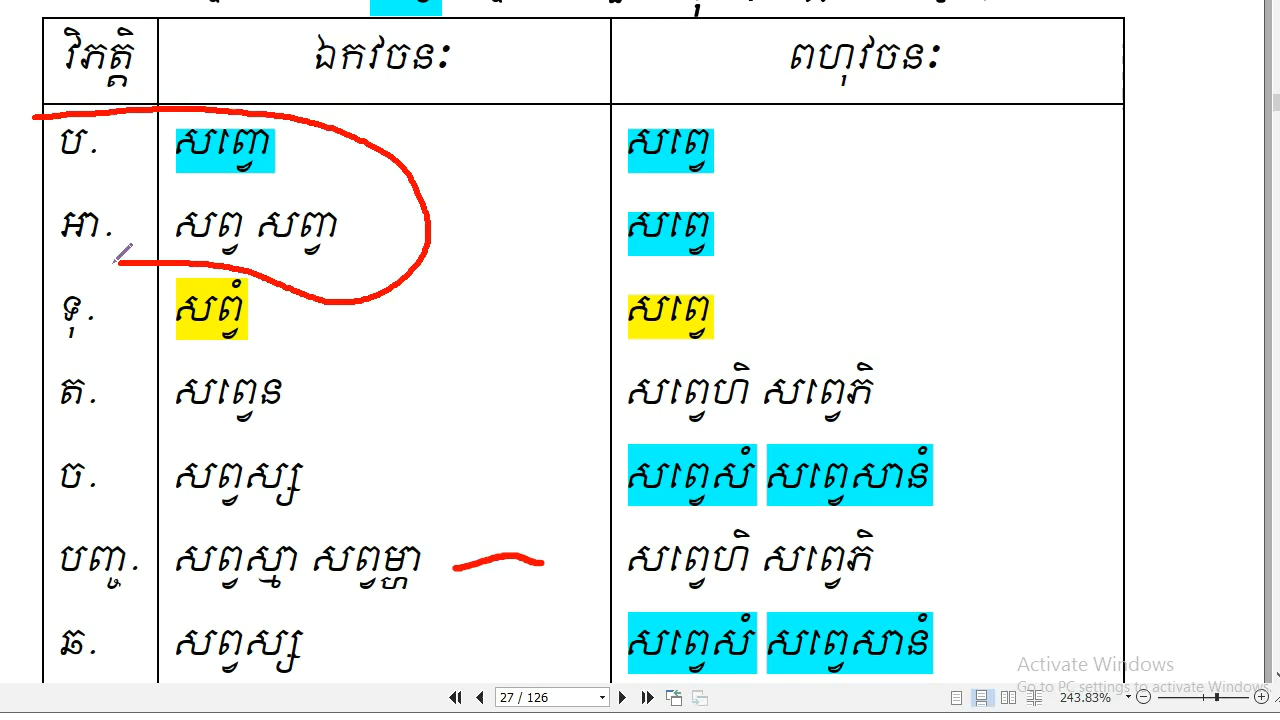 វិភត្តិ ឯកវចនៈ ពហុវចនៈ
ប. សព្វោ សព្វេ
អា. សព្វ សព្វា សព្វេ
ទុ. សព្វំ សព្វេ
ត. សព្វេន សព្វេហិ សព្វេភិ
ច. សព្វស្ស សព្វេសំ សព្វេសានំ
បញ្ច. សព្វស្មា សព្វម្ហា សព្វេហិ សព្វេភិ
ឆ. សព្វស្ស សព្វេសំ សព្វេសានំ
Activate Windows
Go to PC settings to activate Windows.
27 / 126 243.83%